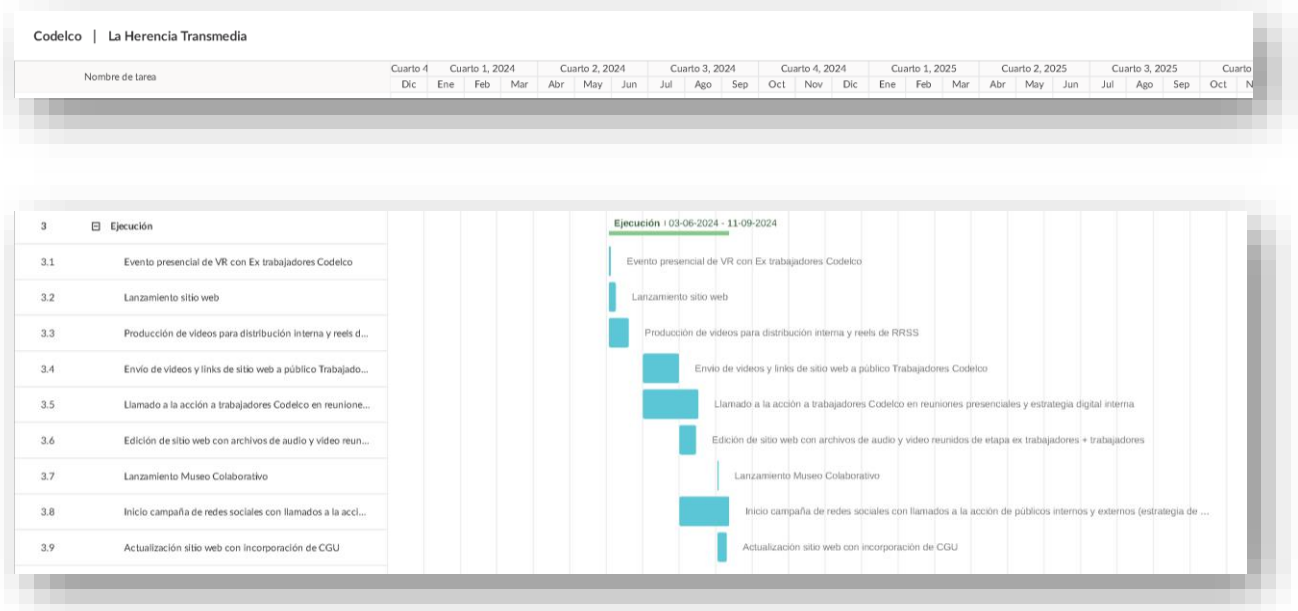 Codelco | La Herencia Transmedia
Nombre de tarea
Cuarto 4 Cuarto 1, 2024 Cuarto 2, 2024 Cuarto 3, 2024 Cuarto 4, 2024 Cuarto 1, 2025 Cuarto 2, 2025 Cuarto 3, 2025 Cuarto
Dic Ene Feb Mar Abr May Jun Jul Ago Sep Oct Nov Dic Ene Feb Mar Abr May Jun Jul Ago Sep Oct N
3 Ejecución Ejecución 03-06-2024 - 11-09-2024
3.1 Evento presencial de VR con Ex trabajadores Codelco Evento presencial de VR con Ex trabajadores Codelco
3.2 Lanzamiento sitio web Lanzamiento sitio web
3.3 Producción de videos para distribución interna y reels d... Producción de videos para distribución interna y reels de RRSS
3.4 Envío de videos y links de sitio web a público Trabajado... Envío de videos y links de sitio web a público Trabajadores Codelco
3.5 Llamado a la acción a trabajadores Codelco en reunione... Llamado a la acción a trabajadores Codelco en reuniones presenciales y estrategia digital interna
3.6 Edición de sitio web con archivos de audio y video reun... Edición de sitio web con archivos de audio y video reunidos de etapa ex trabajadores + trabajadores
3.7 Lanzamiento Museo Colaborativo Lanzamiento Museo Colaborativo
3.8 Inicio campaña de redes sociales con llamados a la acci... Inicio campaña de redes sociales con llamados a la acción de públicos internos y externos (estrategia de ...
3.9 Actualización sitio web con incorporación de CGU Actualización sitio web con incorporación de CGU